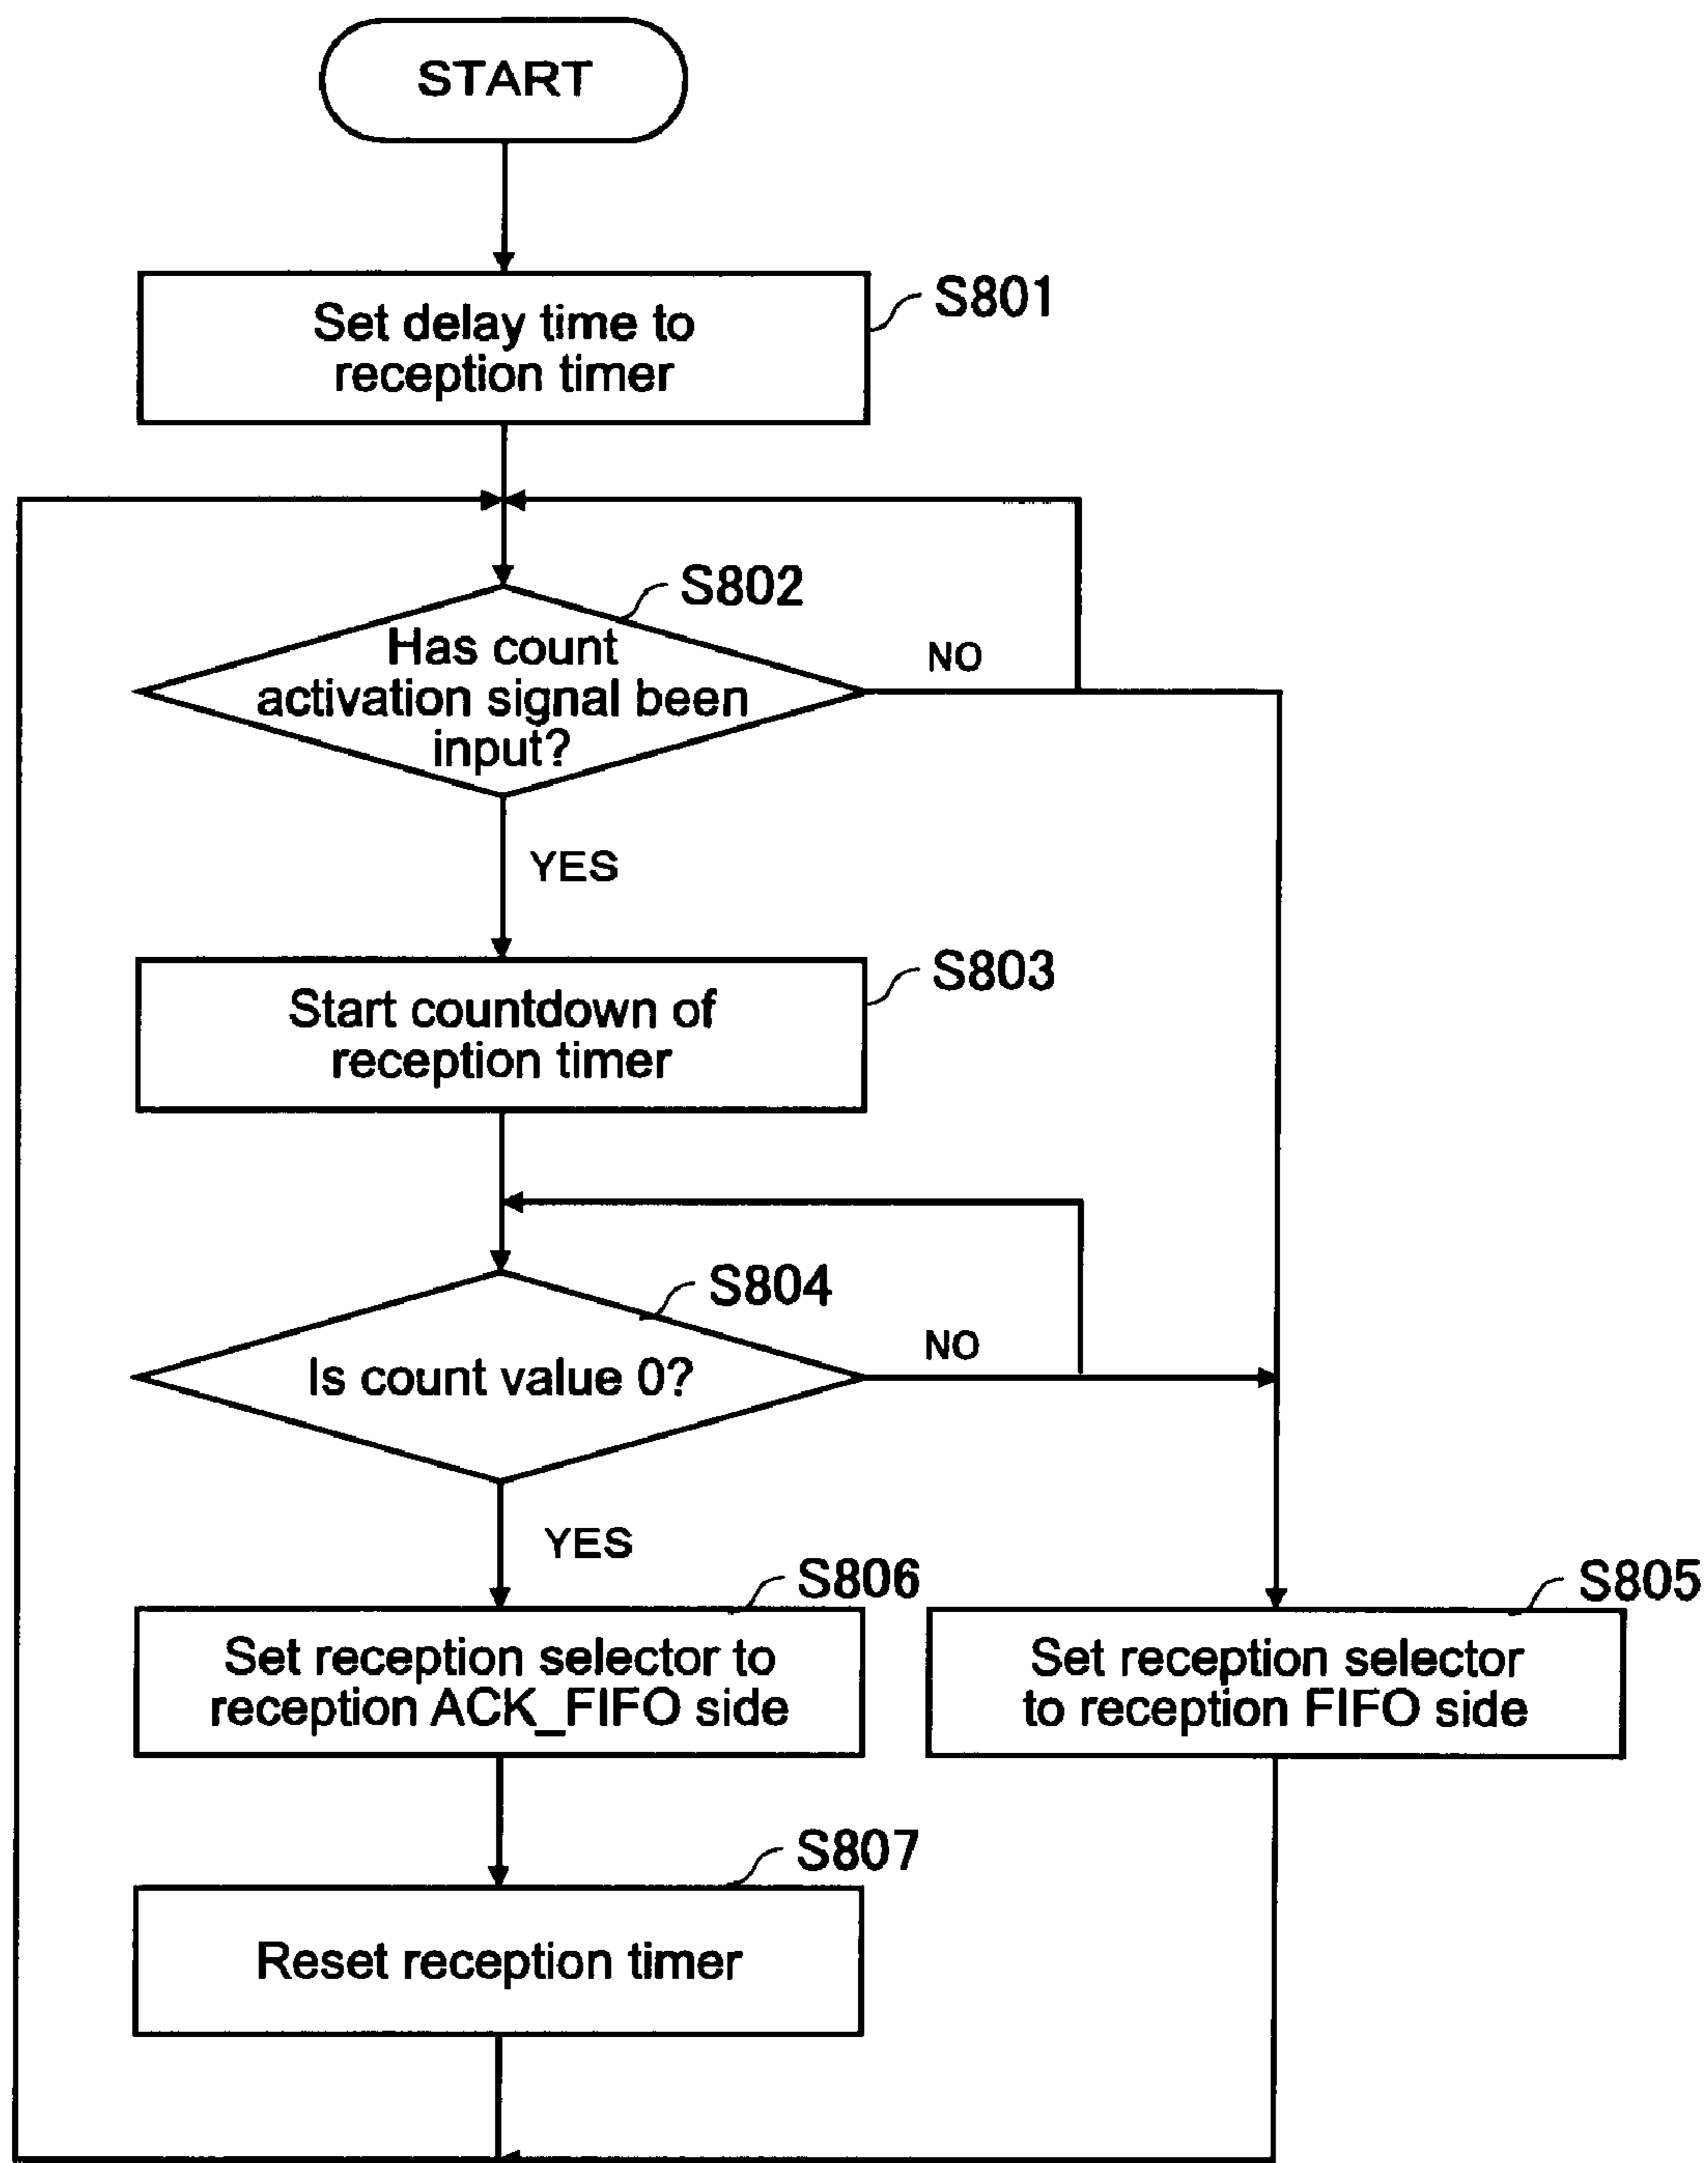 START
S801
Set delay time to
reception timer
S802
Has count
activation signal been
input?
NO
YES
S803
Start countdown of
reception timer
S804
Is count value 0?
NO
YES
S806
Set reception selector to
reception ACK_FIFO side
S805
Set reception selector
to reception FIFO side
S807
Reset reception timer